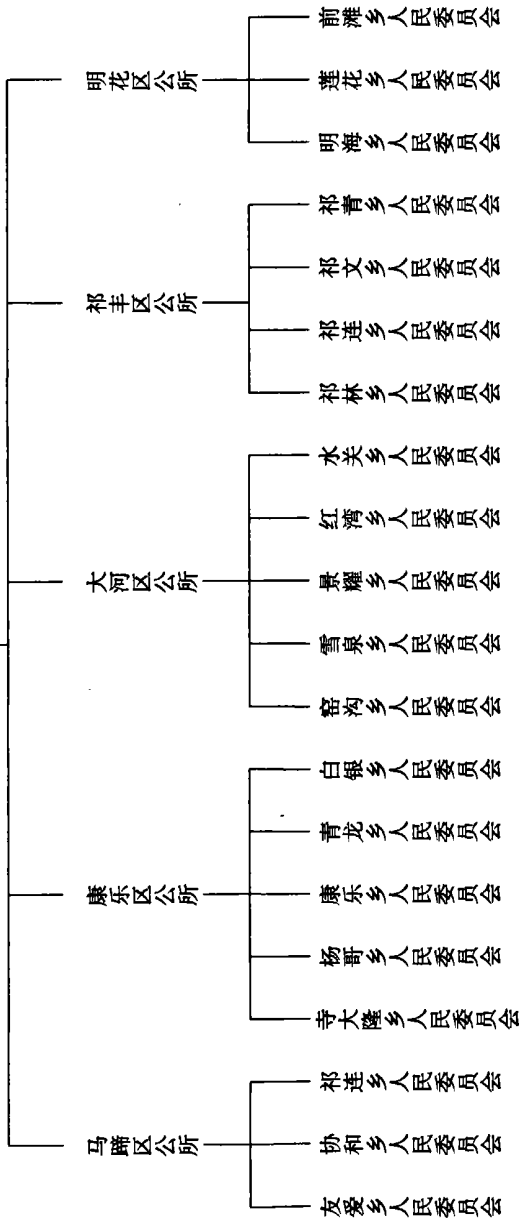 明花区公所
前滩乡人民委员会
莲花乡人民委员会
明海乡人民委员会
祁丰区公所
祁青乡人民委员会
祁文乡人民委员会
祁连乡人民委员会
祁林乡人民委员会
大河区公所
水关乡人民委员会
红湾乡人民委员会
景耀乡人民委员会
雪泉乡人民委员会
窑沟乡人民委员会
康乐区公所
白银乡人民委员会
青龙乡人民委员会
康乐乡人民委员会
杨哥乡人民委员会
寺大隆乡人民委员会
马蹄区公所
祁连乡人民委员会
协和乡人民委员会
友爱乡人民委员会